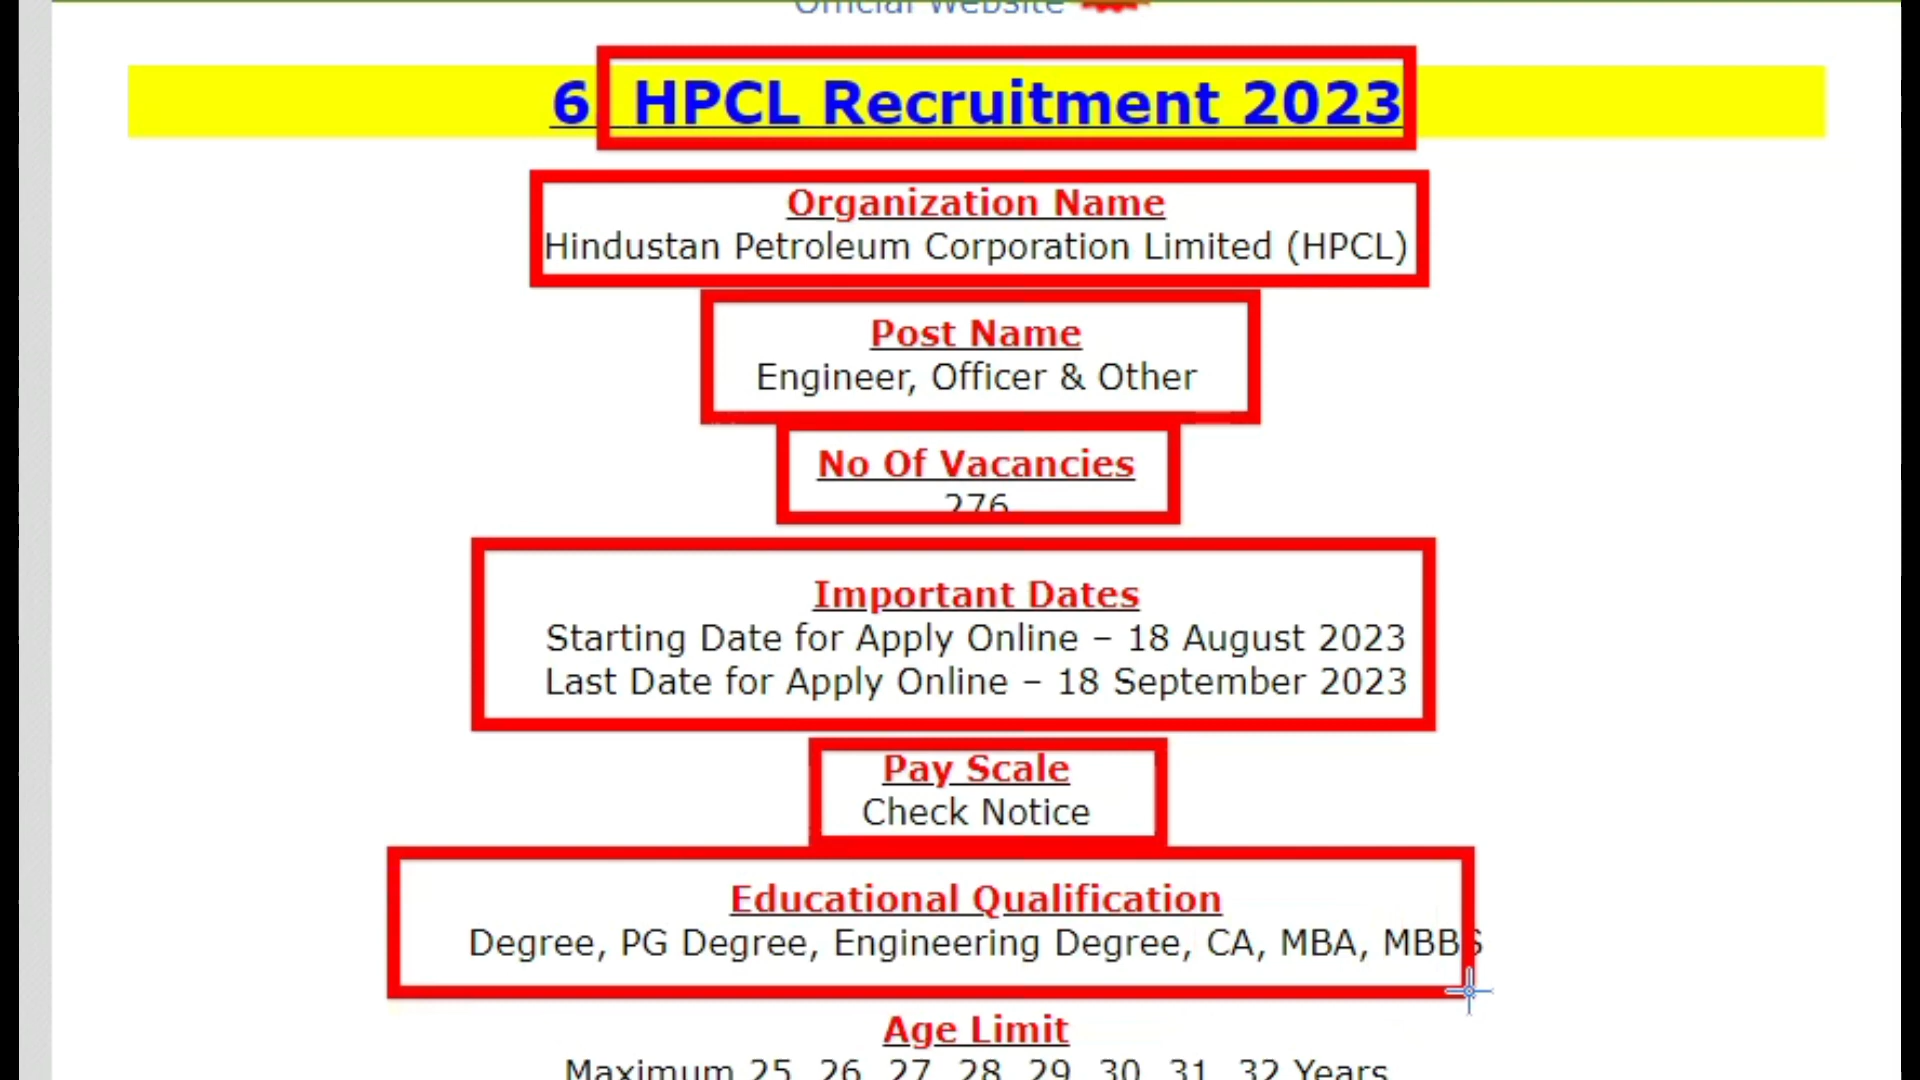 Official Website
6. HPCL Recruitment 2023
Organization Name
Hindustan Petroleum Corporation Limited (HPCL)
Post Name
Engineer, Officer & Other
No Of Vacancies
276
Important Dates
Starting Date for Apply Online – 18 August 2023
Last Date for Apply Online – 18 September 2023
Pay Scale
Check Notice
Educational Qualification
Degree, PG Degree, Engineering Degree, CA, MBA, MBBS
Age Limit
Maximum 25, 26, 27, 28, 29, 30, 31, 32 Years